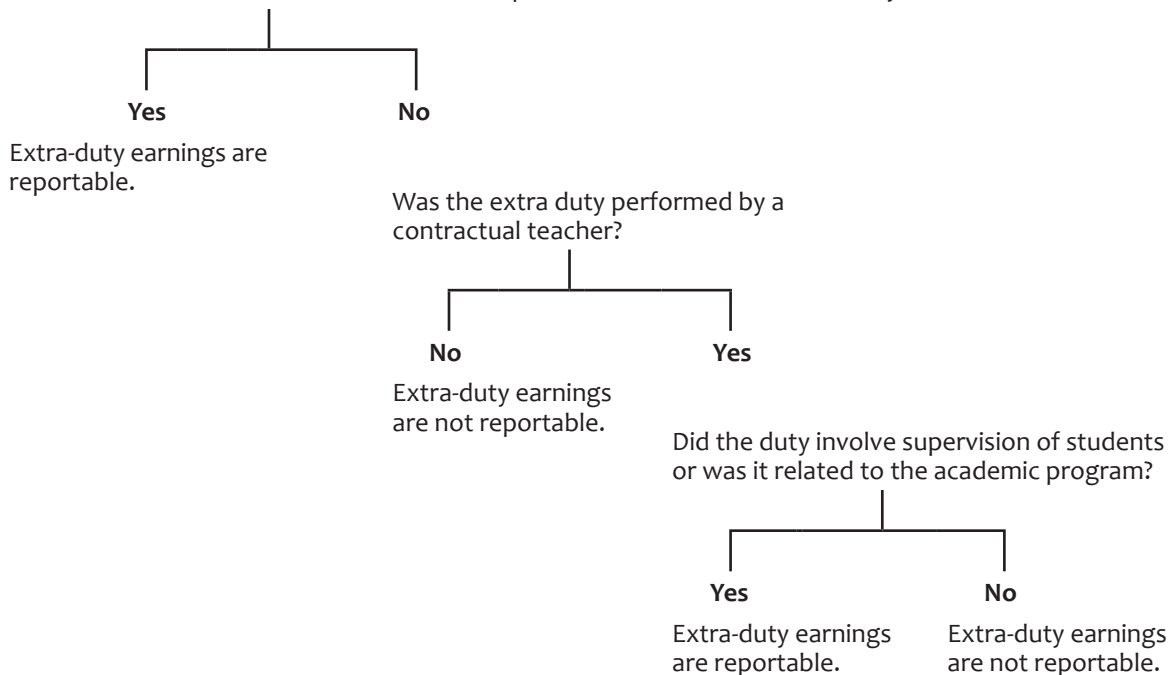 Yes
No
Extra-duty earnings are
reportable.
Was the extra duty performed by a
contractual teacher?
No
Yes
Extra-duty earnings
are not reportable.
Did the duty involve supervision of students
or was it related to the academic program?
Yes
No
Extra-duty earnings
are reportable.
Extra-duty earnings
are not reportable.